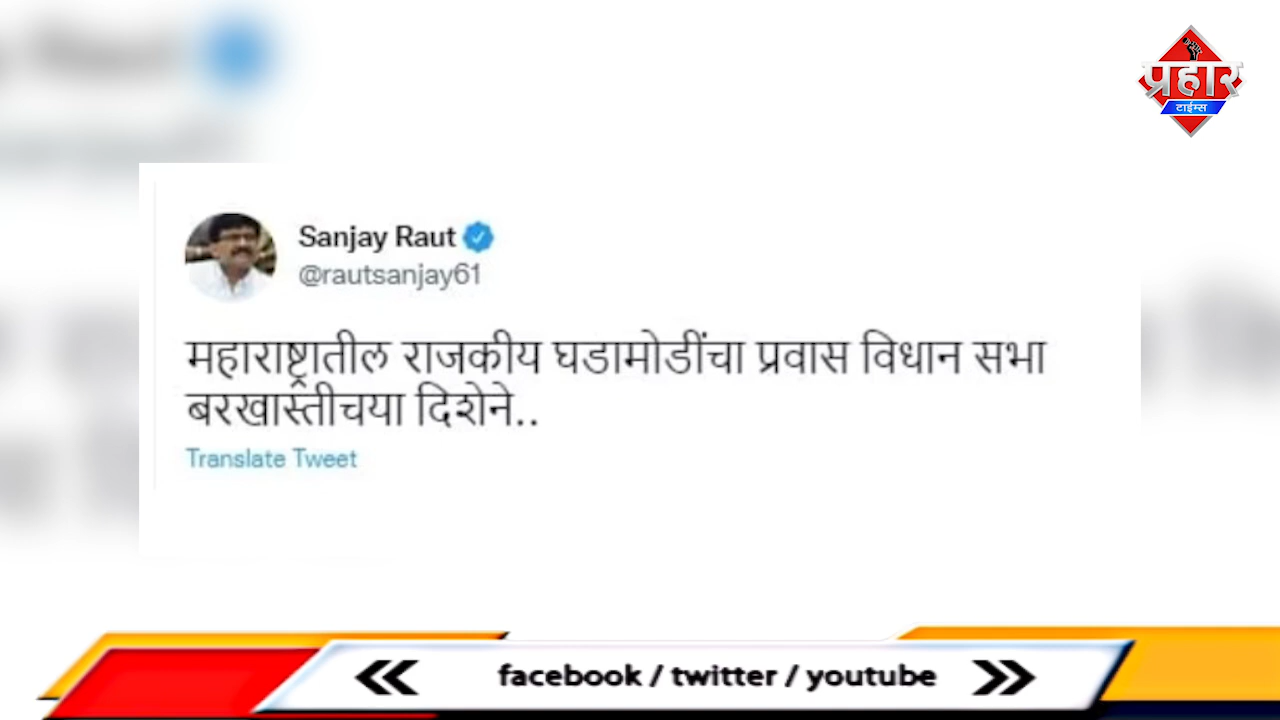 प्रहार
टाईम्स
Sanjay Raut
@rautsanjay61
महाराष्ट्रातील राजकीय घडामोडींचा प्रवास विधान सभा
बरखास्तीचया दिशेने..
Translate Tweet
facebook / twitter / youtube